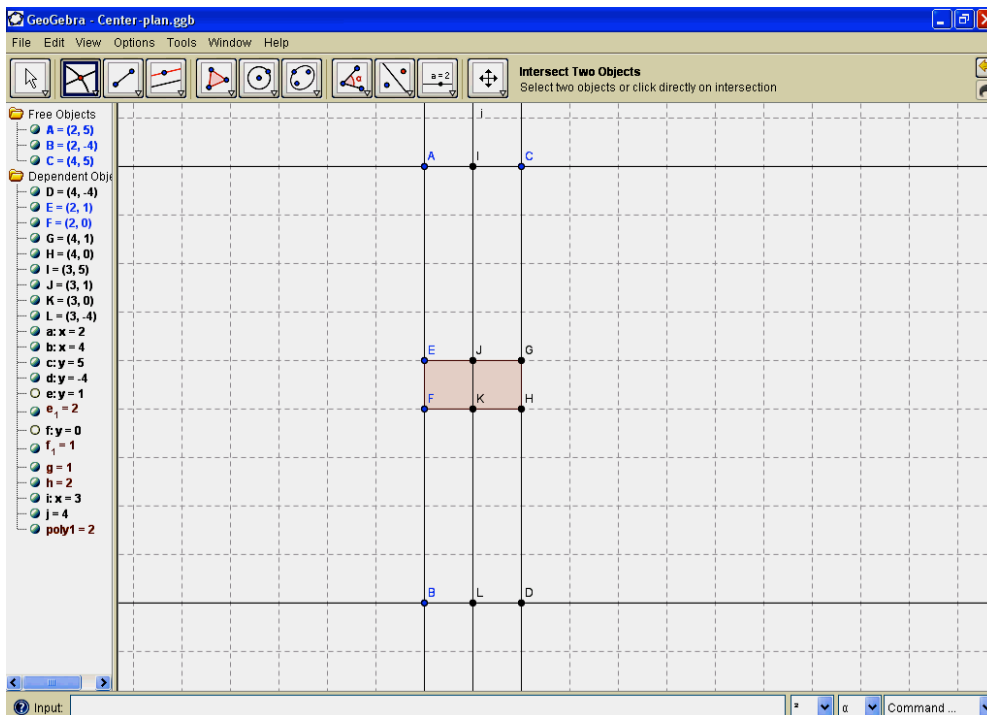 GeoGebra - Center-plan.ggb
File Edit View Options Tools Window Help
a=2
Intersect Two Objects
Select two objects or click directly on intersection
Free Objects
A = (2, 5)
B = (2, -4)
C = (4, 5)
Dependent Obje
D = (4, -4)
E = (2, 1)
F = (2, 0)
G = (4, 1)
H = (4, 0)
I = (3, 5)
J = (3, 1)
K = (3, 0)
L = (3, -4)
a: x = 2
b: x = 4
c: y = 5
d: y = -4
e: y = 1
e1 = 2
f: y = 0
f1 = 1
g = 1
h = 2
i: x = 3
j = 4
poly1 = 2
i
A I C
E J G
F K H
B L D
Input: ² α Command ...